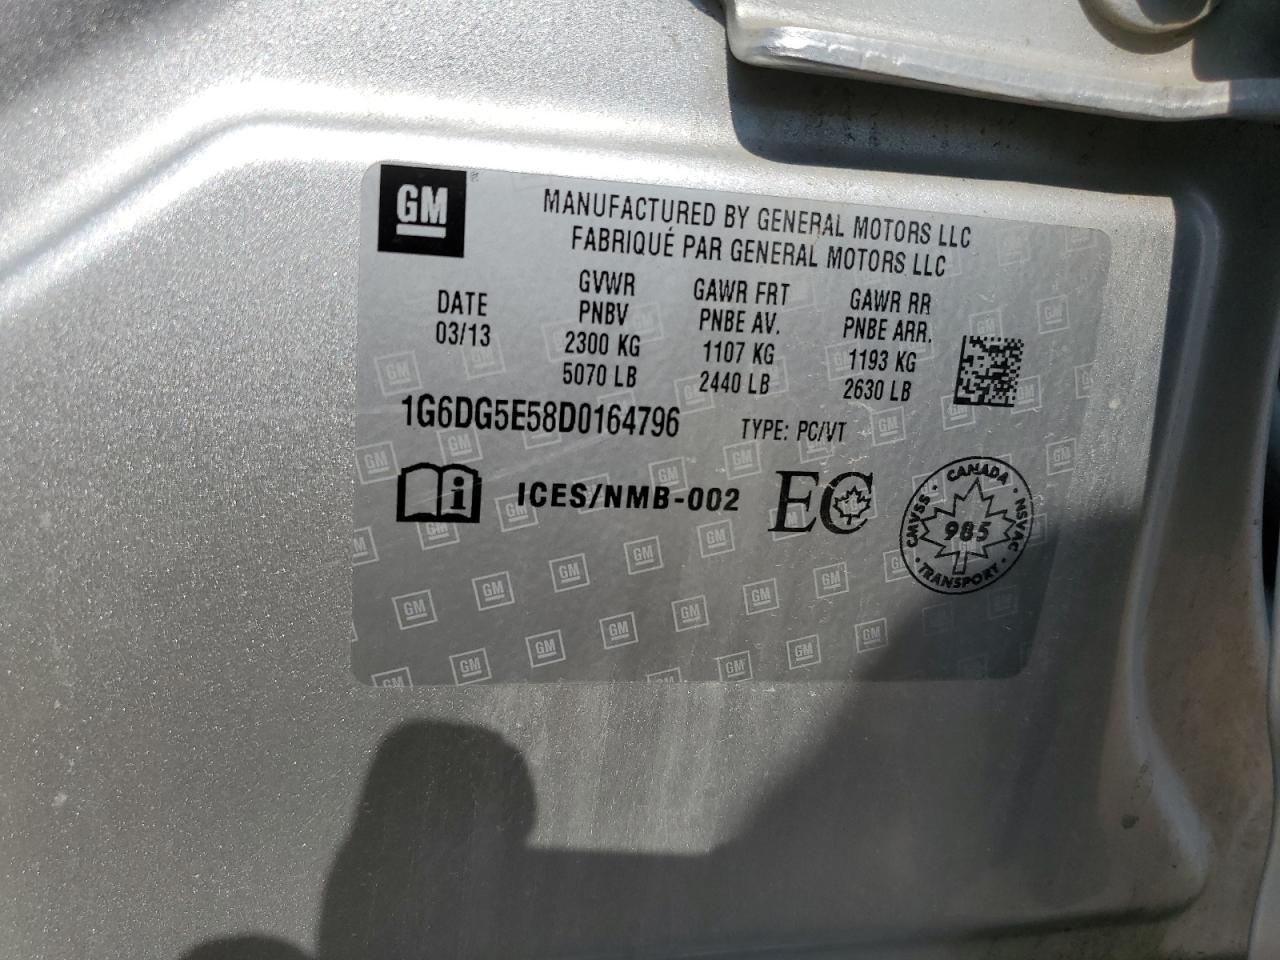 GM
MANUFACTURED BY GENERAL MOTORS LLC
FABRIQUÉ PAR GENERAL MOTORS LLC
DATE
03/13
GVWR
PNBV
2300 KG
5070 LB
GAWR FRT
PNBE AV.
1107 KG
2440 LB
GAWR RR
PNBE ARR.
1193 KG
2630 LB
1G6DG5E58D0164796 TYPE: PC/VT
i ICES/NMB-002 EC
CANADA
CMVSS 985 NSVAC
TRANSPORT